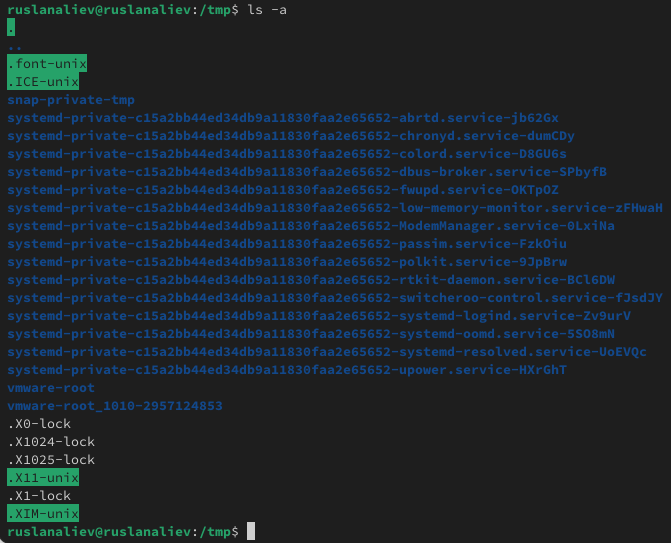 ruslanaliev@ruslanaliev:/tmp$ ls -a
.
..
.font-unix
.ICE-unix
snap-private-tmp
systemd-private-c15a2bb44ed34db9a11830faa2e65652-abrtd.service-jb62Gx
systemd-private-c15a2bb44ed34db9a11830faa2e65652-chronyd.service-dumCDy
systemd-private-c15a2bb44ed34db9a11830faa2e65652-colord.service-D8GU6s
systemd-private-c15a2bb44ed34db9a11830faa2e65652-dbus-broker.service-SPbyfB
systemd-private-c15a2bb44ed34db9a11830faa2e65652-fwupd.service-OKTpOZ
systemd-private-c15a2bb44ed34db9a11830faa2e65652-low-memory-monitor.service-zFHwaH
systemd-private-c15a2bb44ed34db9a11830faa2e65652-ModemManager.service-0LxiNa
systemd-private-c15a2bb44ed34db9a11830faa2e65652-passim.service-FzkOiu
systemd-private-c15a2bb44ed34db9a11830faa2e65652-polkit.service-9JpBrw
systemd-private-c15a2bb44ed34db9a11830faa2e65652-rtkit-daemon.service-BCl6DW
systemd-private-c15a2bb44ed34db9a11830faa2e65652-switcheroo-control.service-fJsdJY
systemd-private-c15a2bb44ed34db9a11830faa2e65652-systemd-logind.service-Zv9urV
systemd-private-c15a2bb44ed34db9a11830faa2e65652-systemd-oomd.service-5SO8mN
systemd-private-c15a2bb44ed34db9a11830faa2e65652-systemd-resolved.service-UoEVQc
systemd-private-c15a2bb44ed34db9a11830faa2e65652-upower.service-HXrGhT
vmware-root
vmware-root_1010-2957124853
.X0-lock
.X1024-lock
.X1025-lock
.X11-unix
.X1-lock
.XIM-unix
ruslanaliev@ruslanaliev:/tmp$